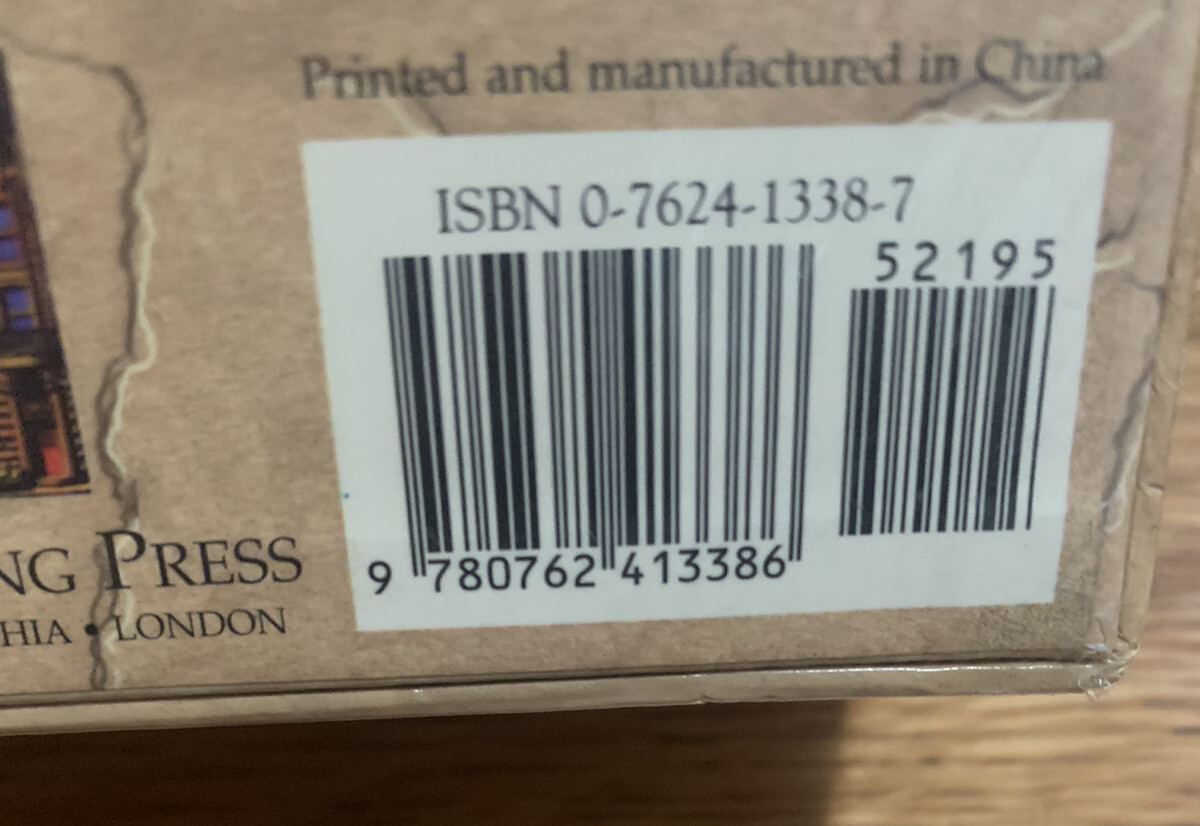 Printed and manufactured in China
ISBN 0-7624-1338-7
52195
9 780762 413386
NG PRESS
HIA • LONDON